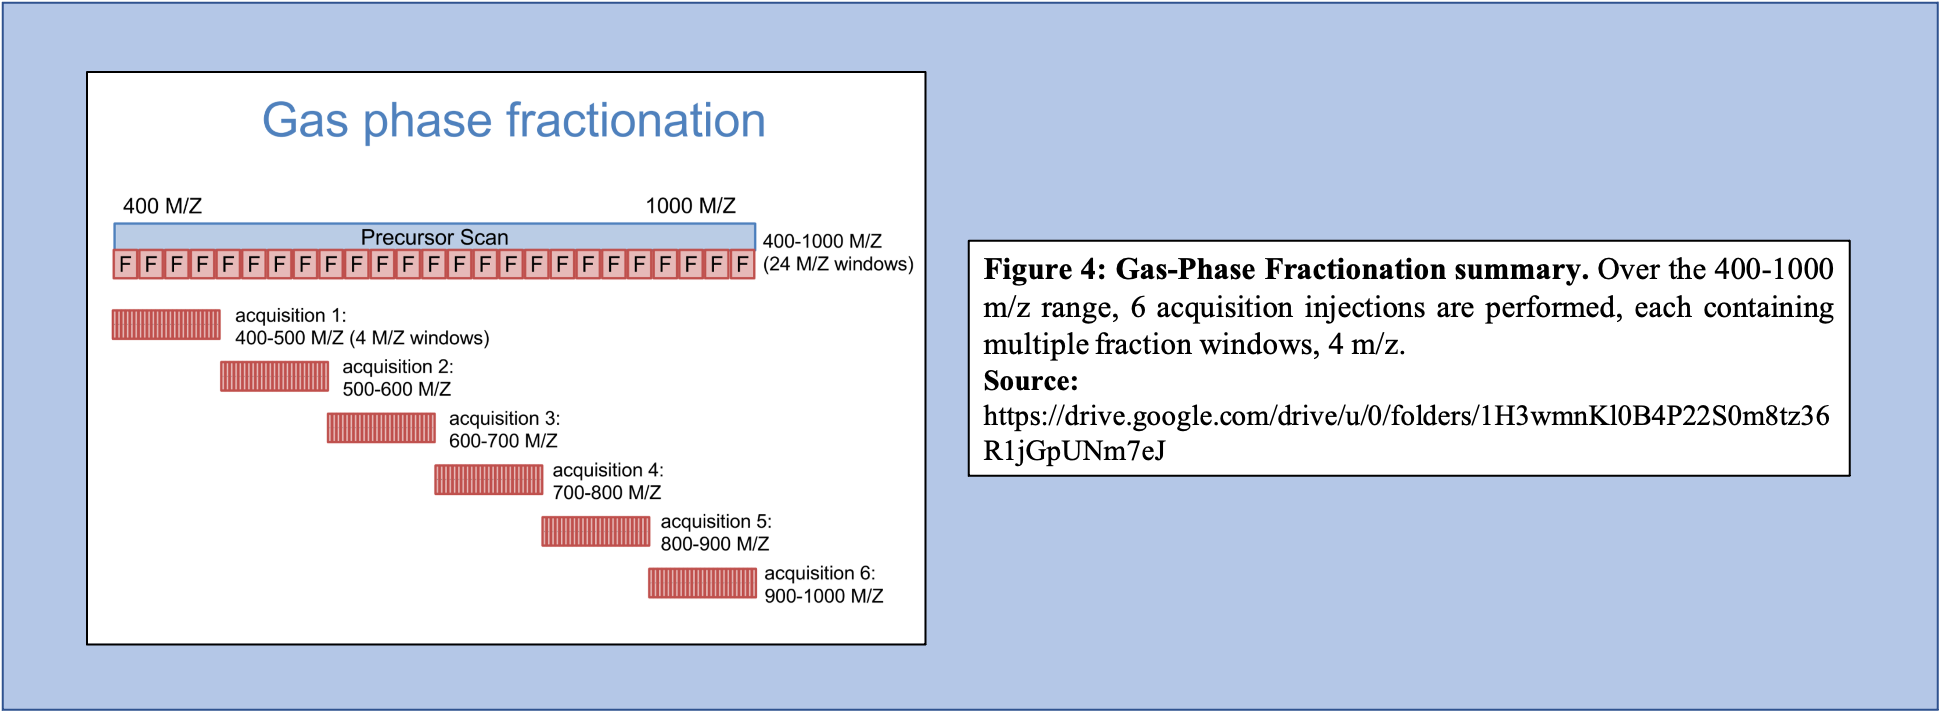 Gas phase fractionation
400 M/Z 1000 M/Z
Precursor Scan
F F F F F F F F F F F F F F F F F F F F F F F F F
400-1000 M/Z
(24 M/Z windows)
acquisition 1:
400-500 M/Z (4 M/Z windows)
acquisition 2:
500-600 M/Z
acquisition 3:
600-700 M/Z
acquisition 4:
700-800 M/Z
acquisition 5:
800-900 M/Z
acquisition 6:
900-1000 M/Z
Figure 4: Gas-Phase Fractionation summary. Over the 400-1000
m/z range, 6 acquisition injections are performed, each containing
multiple fraction windows, 4 m/z.
Source:
https://drive.google.com/drive/u/0/folders/1H3wmnKl0B4P22S0m8tz36
R1jGpUNm7eJ